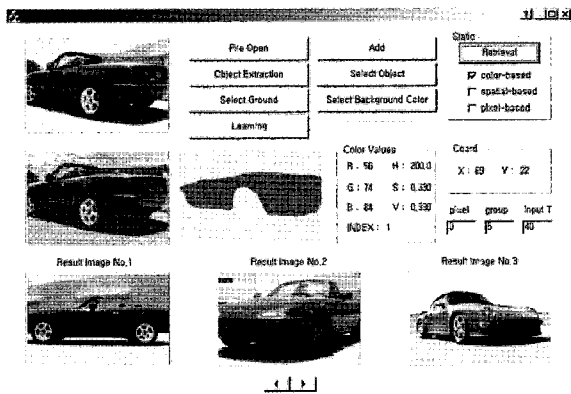 File Open
Add
Object Extraction
Select Object
Select Ground
Select Background Color
Learning
Static
Retrieval
color-based
spatial-based
pixel-based
Color Values
R : 56 H : 200,0
G : 74 S : 0,330
B : 84 V : 0,330
INDEX : 1
Coard
X : 69 Y : 22
pixel group Input T
0 5 40
Result Image No,1
Result Image No,2
Result Image No,3